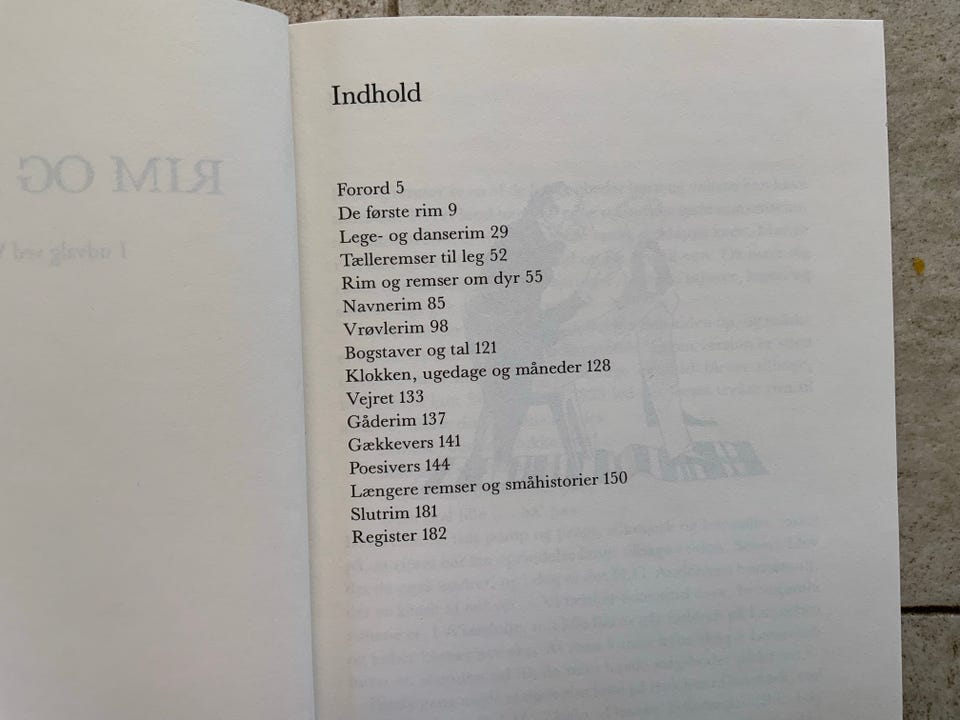 RIM OG
I udvalg ved
Indhold
Forord 5
De første rim 9
Lege- og danserim 29
Tælleremser til leg 52
Rim og remser om dyr 55
Navnerim 85
Vrøvlerim 98
Bogstaver og tal 121
Klokken, ugedage og måneder 128
Vejret 133
Gåderim 137
Gækkevers 141
Poesivers 144
Længere remser og småhistorier 150
Slutrim 181
Register 182